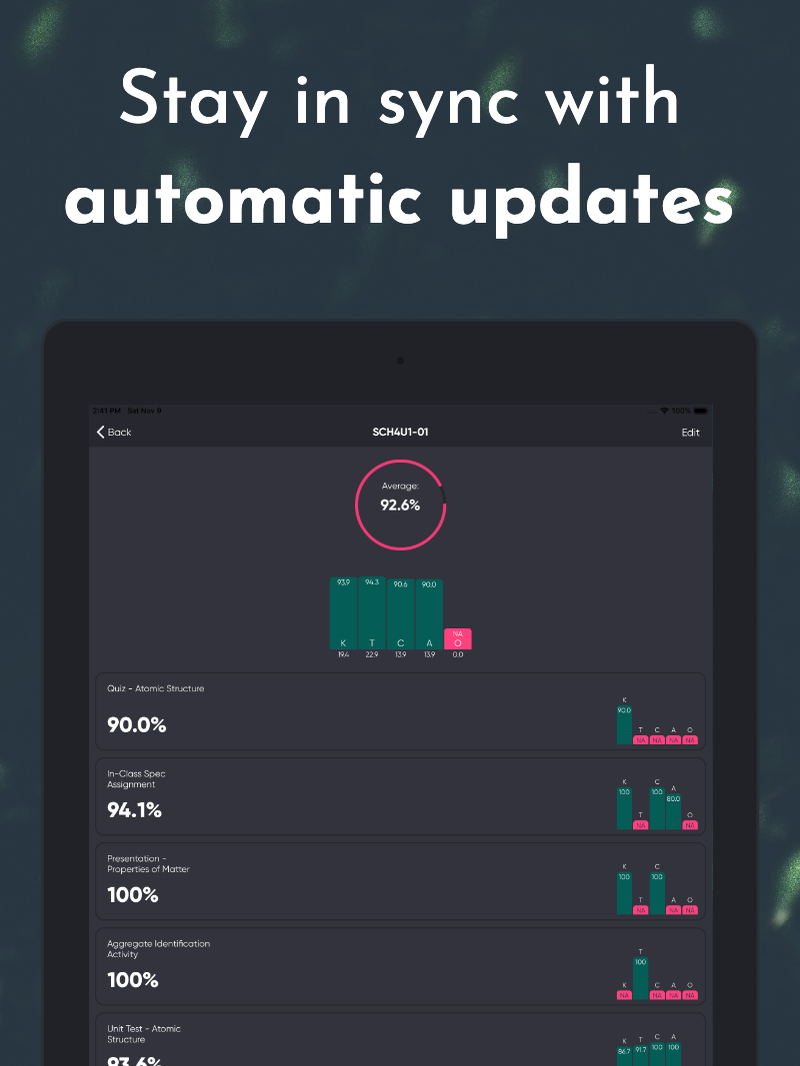 Stay in sync with
automatic updates
2:41 PM Sat Nov 9
100%
Back
SCH4U1-01
Edit
Average:
92.6%
93.9 94.3 90.6 90.0 NA
K T C A O
19.4 22.9 13.9 13.9 0.0
Quiz - Atomic Structure
90.0%
K T C A O
90.0 NA NA NA NA
In-Class Spec
Assignment
94.1%
K T C A O
100 NA 100 80.0 NA
Presentation -
Properties of Matter
100%
K T C A O
100 NA 100 NA NA
Aggregate Identification
Activity
100%
K T C A O
NA 100 NA NA NA
Unit Test - Atomic
Structure
93.6%
K T C A
86.7 91.7 100 100